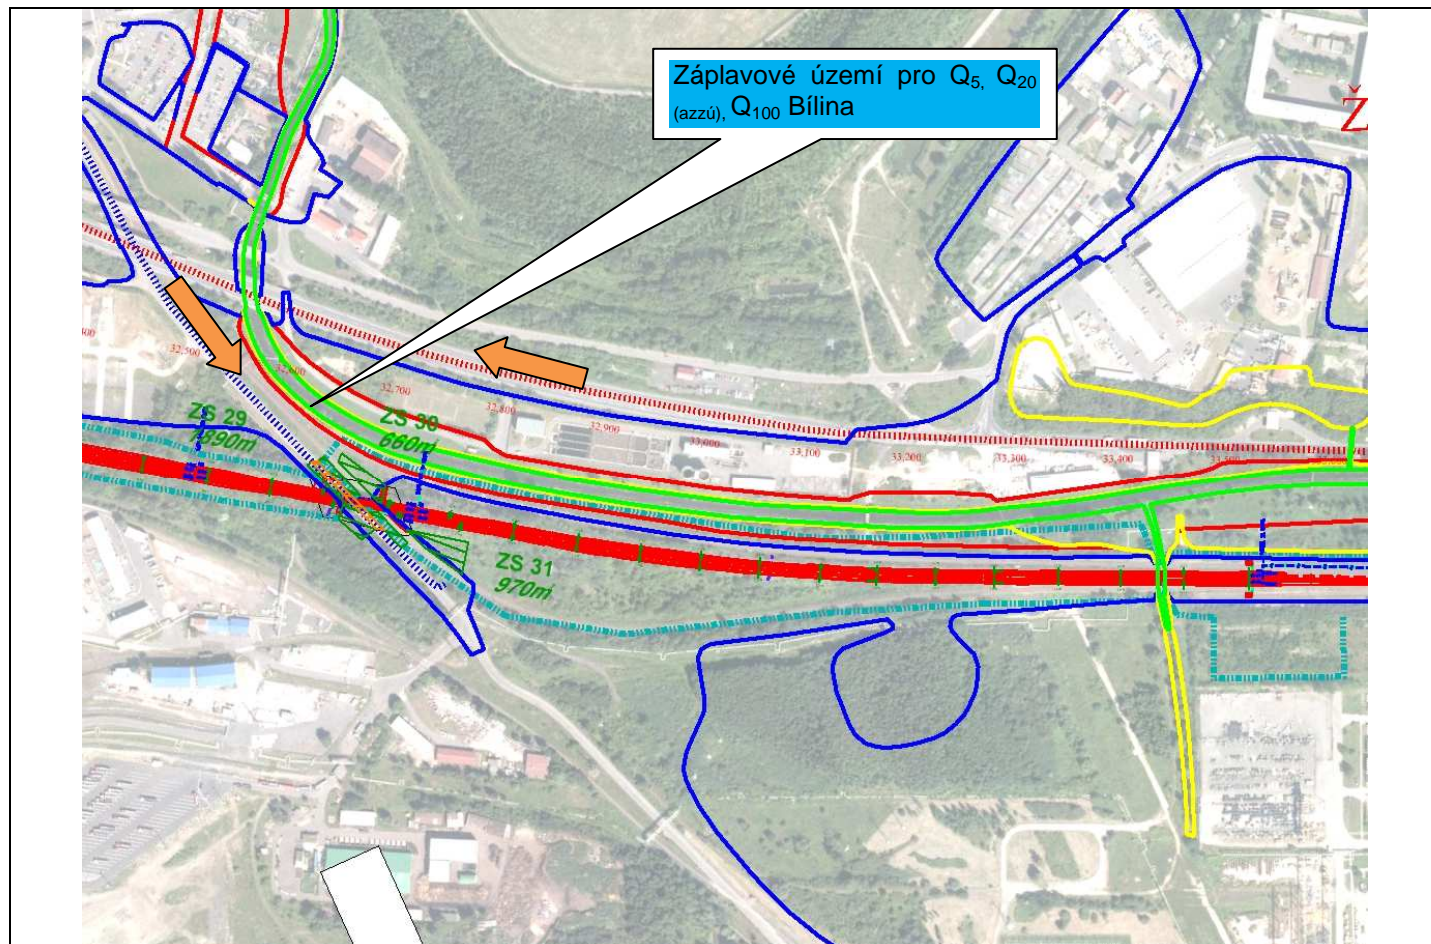 Záplavové území pro Q5, Q20
(azzú), Q100 Bílina
Ž
32,500
32,600
32,700
32,800
32,900
33,000
33,100
33,200
33,300
33,400
ZS 29
1890m
ZS 30
660m
ZS 31
970m